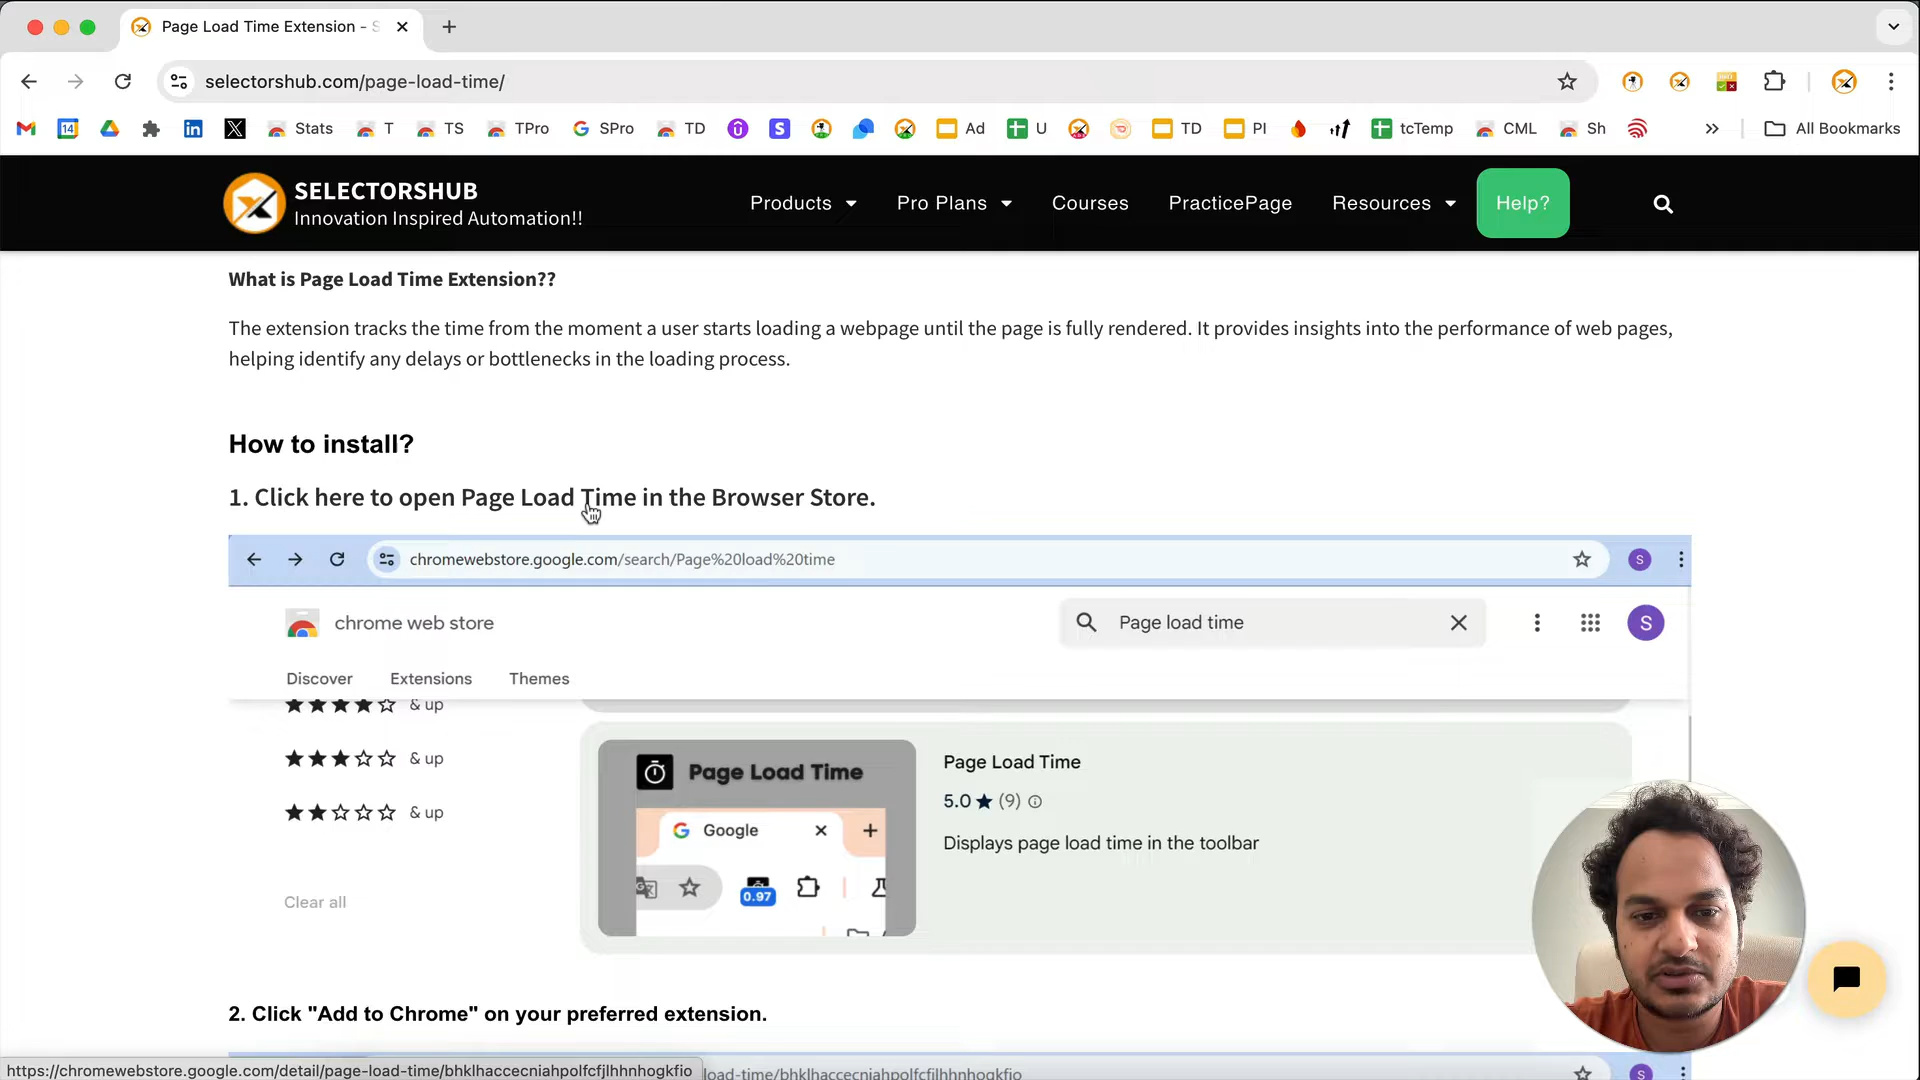 Page Load Time Extension - S
selectorshub.com/page-load-time/
14
Stats
T
TS
TPro
SPro
TD
Ad
U
TD
PI
tcTemp
CML
Sh
All Bookmarks
SELECTORSHUB
Innovation Inspired Automation!!
Products
Pro Plans
Courses
PracticePage
Resources
Help?
What is Page Load Time Extension??
The extension tracks the time from the moment a user starts loading a webpage until the page is fully rendered. It provides insights into the performance of web pages,
helping identify any delays or bottlenecks in the loading process.
How to install?
1. Click here to open Page Load Time in the Browser Store.
chromewebstore.google.com/search/Page%20load%20time
S
chrome web store
Page load time
S
Discover
Extensions
Themes
& up
& up
& up
Clear all
Page Load Time
Google
0.97
Page Load Time
5.0 ★ (9)
Displays page load time in the toolbar
2. Click "Add to Chrome" on your preferred extension.
https://chromewebstore.google.com/detail/page-load-time/bhklhaccecniahpolfcfjlhhnhogkfio
load-time/bhklhaccecniahpolfcfilhhnhogkfio
S